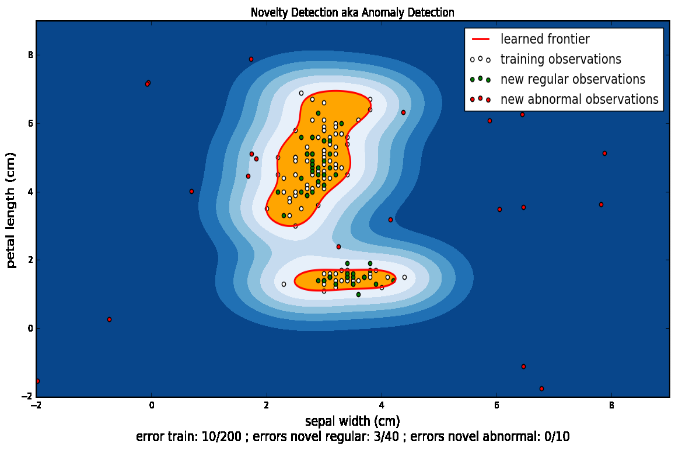 Novelty Detection aka Anomaly Detection
learned frontier
training observations
new regular observations
new abnormal observations
8
6
4
2
0
−2
petal length (cm)
−2 0 2 4 6 8
sepal width (cm)
error train: 10/200 ; errors novel regular: 3/40 ; errors novel abnormal: 0/10